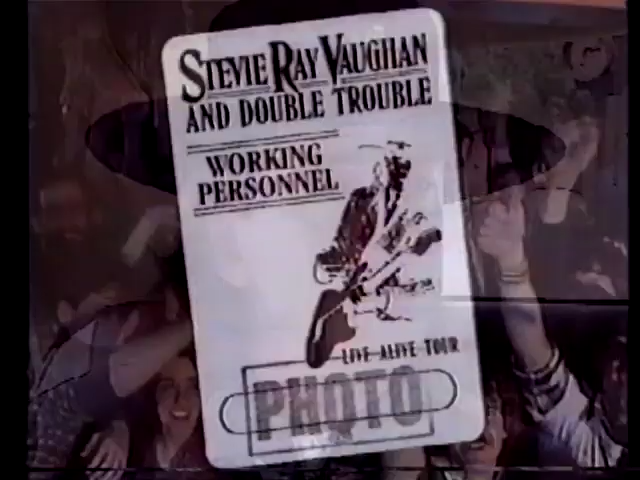 STEVIE RAY VAUGHAN
AND DOUBLE TROUBLE
WORKING
PERSONNEL
LIVE ALIVE TOUR
PHOTO